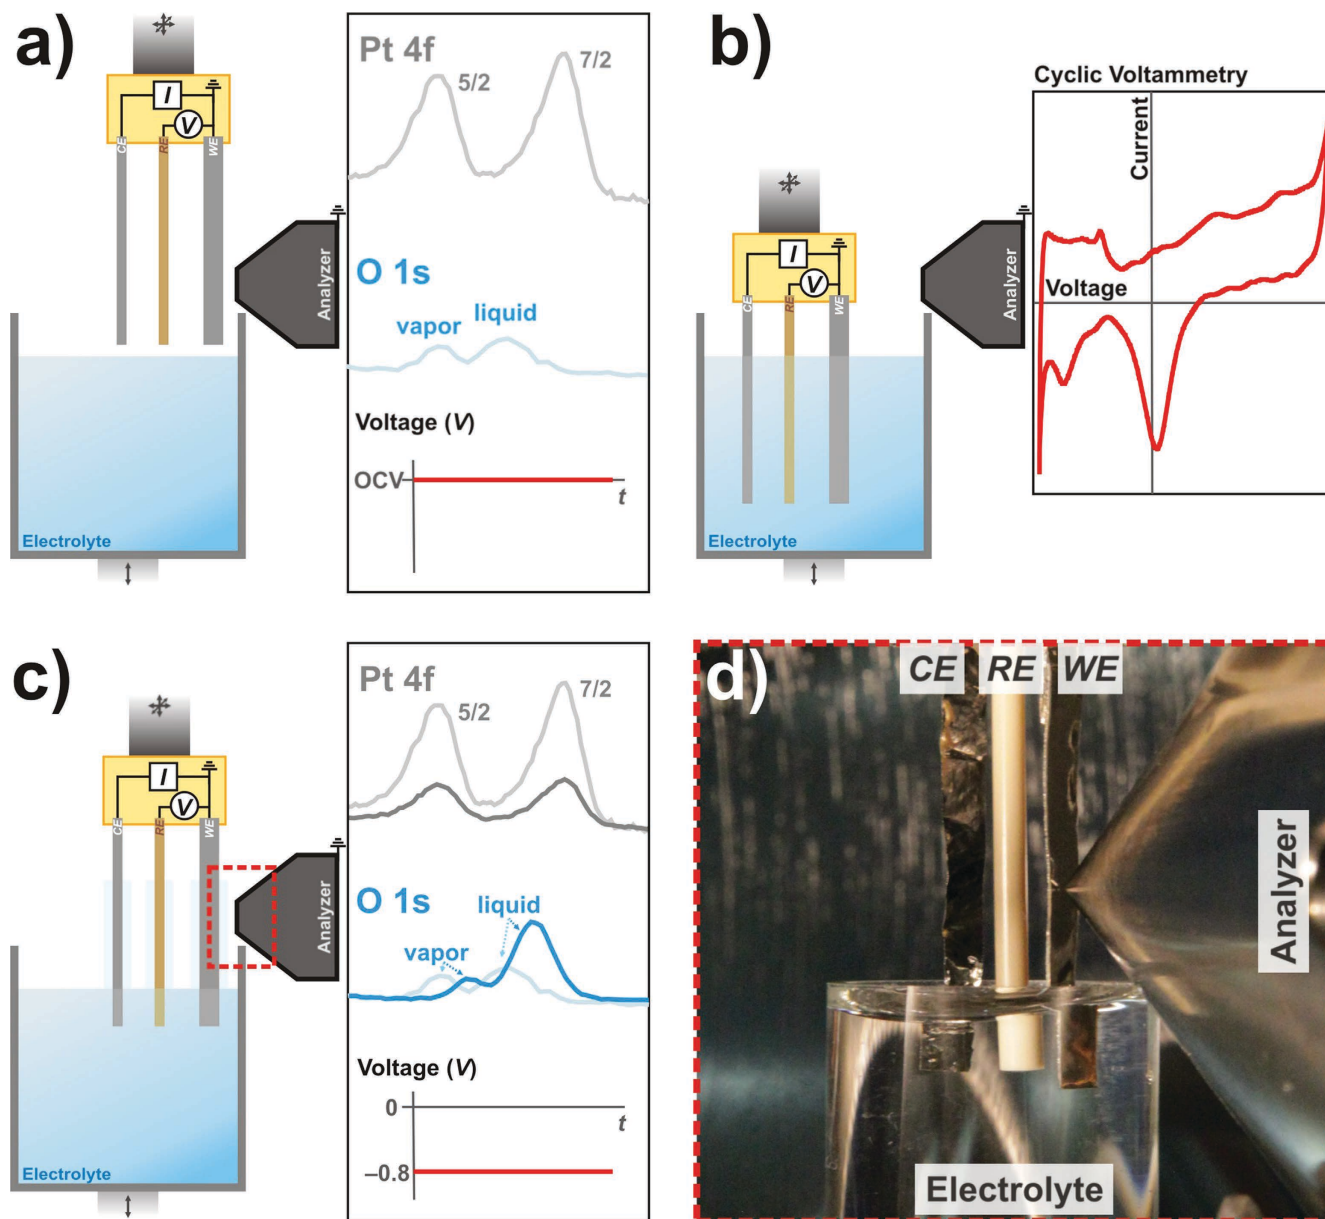 a)
I
V
CE
RE
WE
Analyzer
Electrolyte
Pt 4f
5/2
7/2
O 1s
vapor
liquid
Voltage (V)
OCV
t
b)
I
V
CE
RE
WE
Analyzer
Electrolyte
Cyclic Voltammetry
Current
Voltage
c)
I
V
CE
RE
WE
Analyzer
Electrolyte
Pt 4f
5/2
7/2
O 1s
vapor
liquid
Voltage (V)
0
–0.8
t
d)
CE
RE
WE
Analyzer
Electrolyte